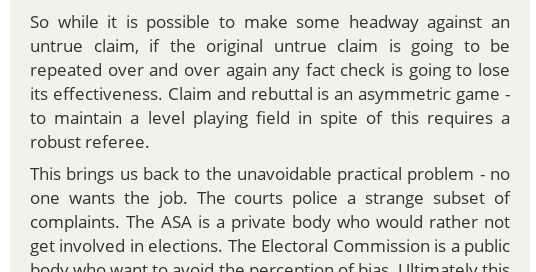 So while it is possible to make some headway against an
untrue claim, if the original untrue claim is going to be
repeated over and over again any fact check is going to lose
its effectiveness. Claim and rebuttal is an asymmetric game -
to maintain a level playing field in spite of this requires a
robust referee.
This brings us back to the unavoidable practical problem - no
one wants the job. The courts police a strange subset of
complaints. The ASA is a private body who would rather not
get involved in elections. The Electoral Commission is a public
body who want to avoid the perception of bias. Ultimately this